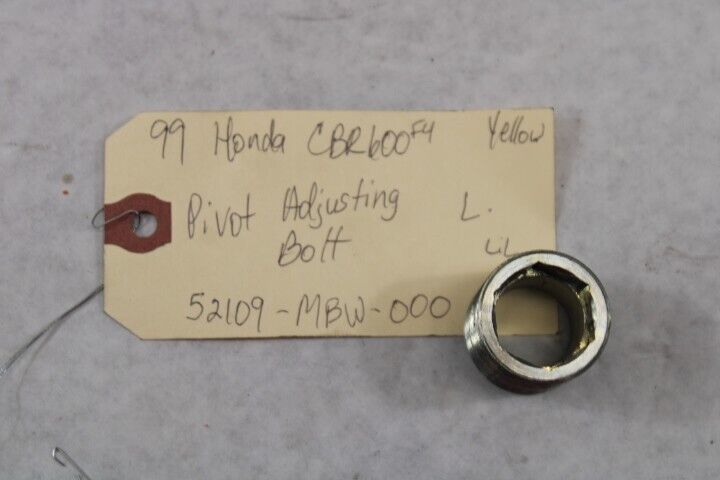 99 Honda CBR600F4 Yellow
Pivot Adjusting L.
Bolt
52109-MBW-000